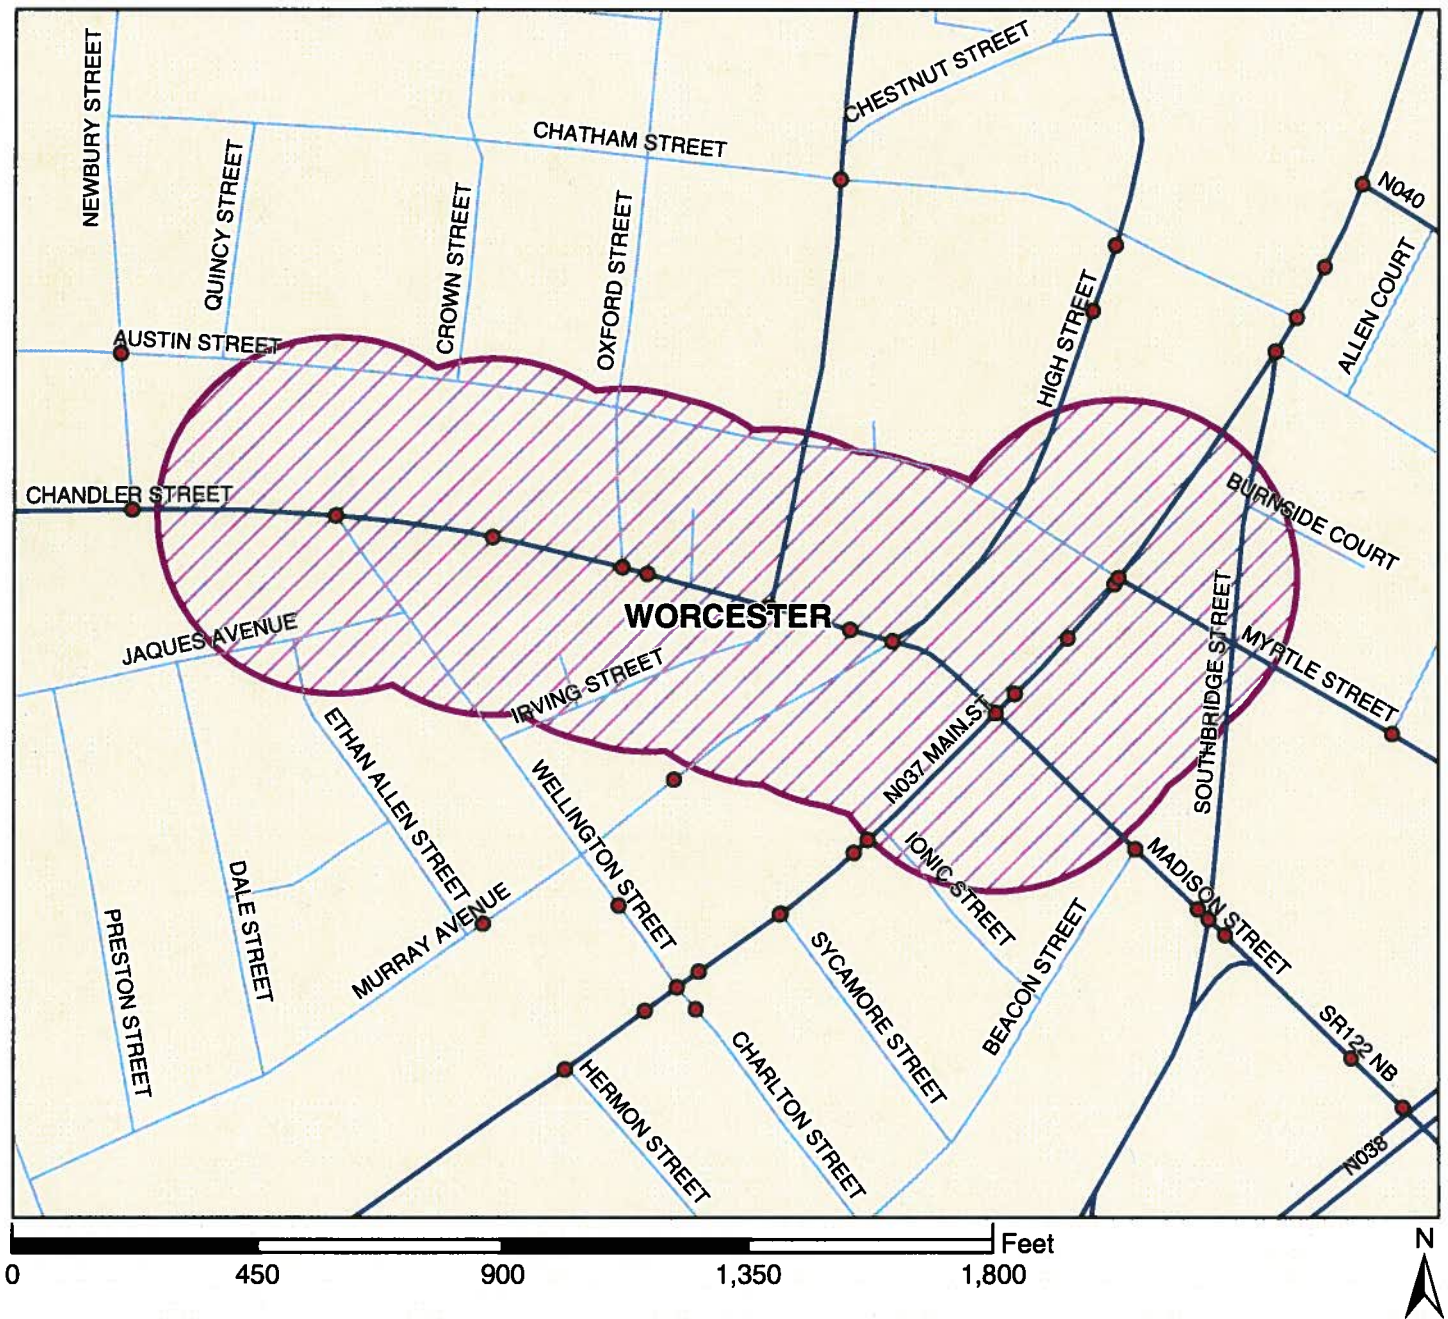 NEWBURY STREET
CHESTNUT STREET
CHATHAM STREET
QUINCY STREET
CROWN STREET
OXFORD STREET
N040
ALLEN COURT
HIGH STREET
AUSTIN STREET
CHANDLER STREET
BURNSIDE COURT
WORCESTER
JAQUES AVENUE
IRVING STREET
SOUTHBRIDGE STREET
MYRTLE STREET
N037 MAIN ST
ETHAN ALLEN STREET
WELLINGTON STREET
IONIC STREET
MADISON STREET
DALE STREET
PRESTON STREET
MURRAY AVENUE
SYCAMORE STREET
BEACON STREET
SR122 NB
CHARLTON STREET
HERMON STREET
N038
0 450 900 1,350 1,800 Feet
N